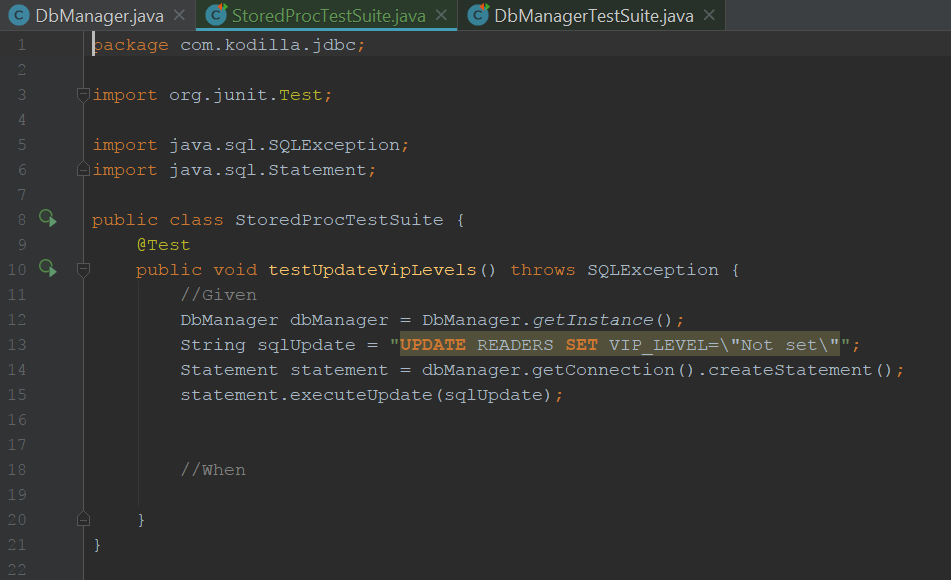 DbManager.java StoredProcTestSuite.java DbManagerTestSuite.java
1 package com.kodilla.jdbc;
2
3 import org.junit.Test;
4
5 import java.sql.SQLException;
6 import java.sql.Statement;
7
8 public class StoredProcTestSuite {
9 @Test
10 public void testUpdateVipLevels() throws SQLException {
11 //Given
12 DbManager dbManager = DbManager.getInstance();
13 String sqlUpdate = "UPDATE READERS SET VIP_LEVEL=\"Not set\"";
14 Statement statement = dbManager.getConnection().createStatement();
15 statement.executeUpdate(sqlUpdate);
16
17
18 //When
19
20 }
21 }
22